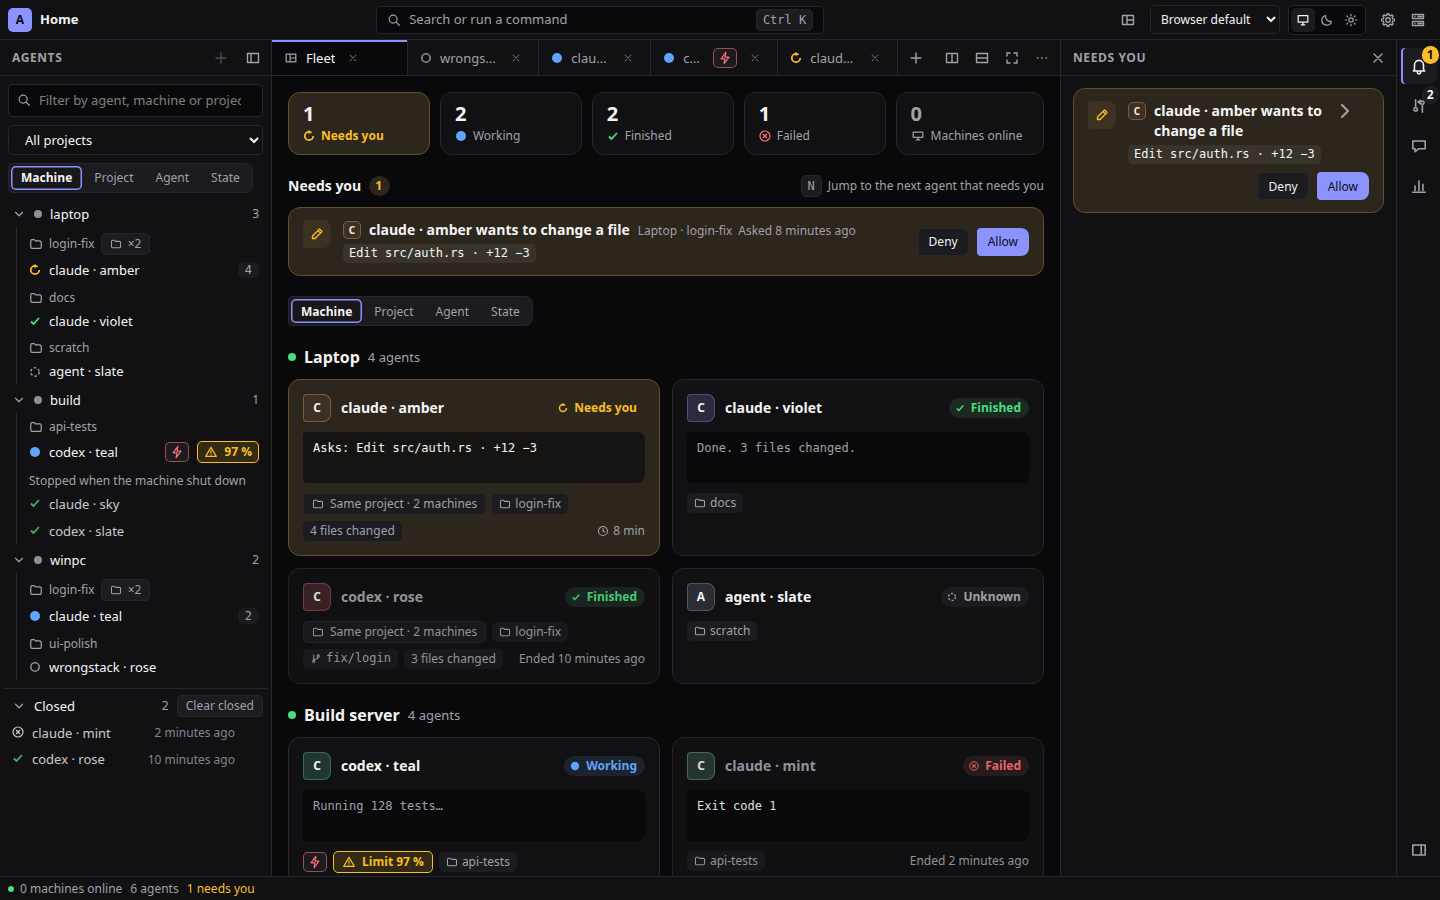 A Home
Search or run a command Ctrl K
Browser default
AGENTS
Filter by agent, machine or projec
All projects
Machine Project Agent State
laptop 3
login-fix ×2
claude · amber 4
docs
claude · violet
scratch
agent · slate
build 1
api-tests
codex · teal 97 %
Stopped when the machine shut down
claude · sky
codex · slate
winpc 2
login-fix ×2
claude · teal 2
ui-polish
wrongstack · rose
Closed 2 Clear closed
claude · mint 2 minutes ago
codex · rose 10 minutes ago
Fleet wrongs... clau... c... claud...
1 Needs you
2 Working
2 Finished
1 Failed
0 Machines online
Needs you 1
N Jump to the next agent that needs you
C claude · amber wants to change a file Laptop · login-fix Asked 8 minutes ago
Edit src/auth.rs · +12 −3
Deny Allow
Machine Project Agent State
Laptop 4 agents
C claude · amber Needs you
Asks: Edit src/auth.rs · +12 −3
Same project · 2 machines login-fix
4 files changed 8 min
C claude · violet Finished
Done. 3 files changed.
docs
C codex · rose Finished
Same project · 2 machines login-fix
fix/login 3 files changed Ended 10 minutes ago
A agent · slate Unknown
scratch
Build server 4 agents
C codex · teal Working
Running 128 tests…
Limit 97 % api-tests
C claude · mint Failed
Exit code 1
api-tests Ended 2 minutes ago
NEEDS YOU
C claude · amber wants to
change a file
Edit src/auth.rs · +12 −3
Deny Allow
1
2
0 machines online 6 agents 1 needs you